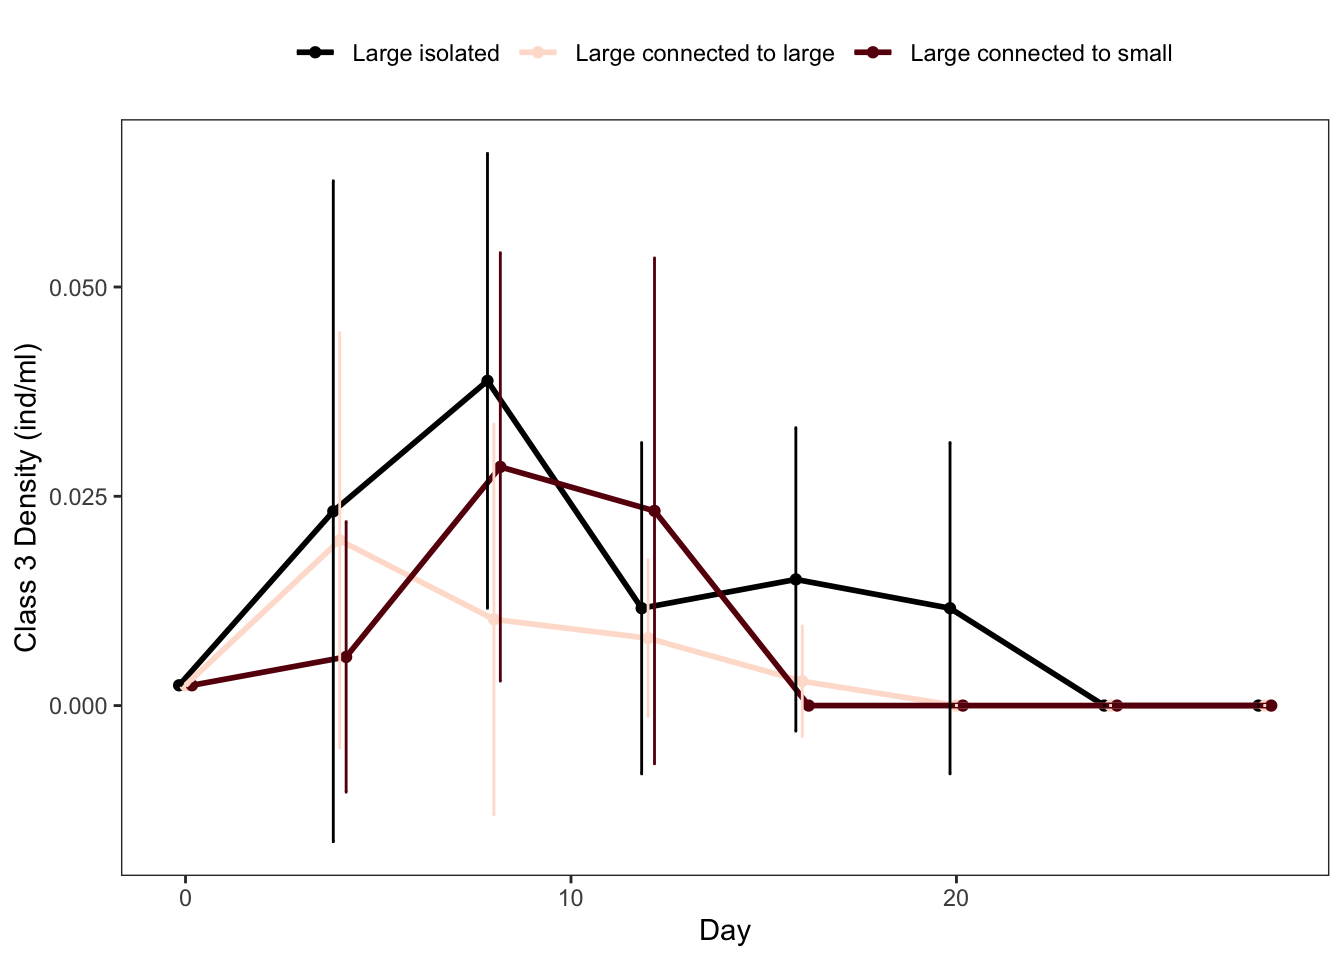 Large isolated Large connected to large Large connected to small
Class 3 Density (ind/ml)
0.050
0.025
0.000
0 10 20
Day